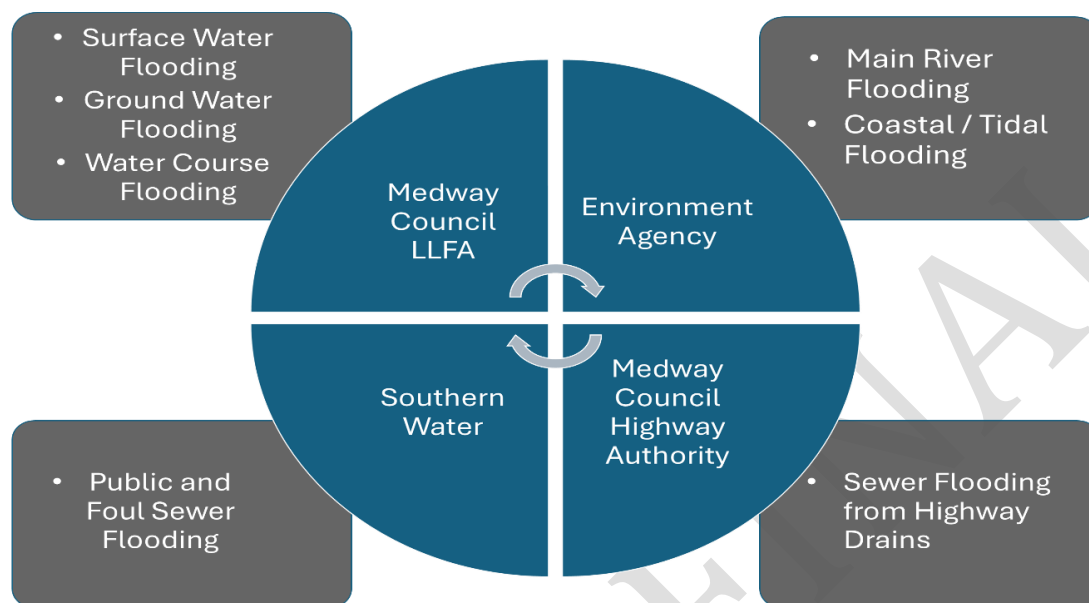 • Surface Water
Flooding
• Ground Water
Flooding
• Water Course
Flooding
Medway
Council
LLFA
• Main River
Flooding
• Coastal / Tidal
Flooding
Environment
Agency
• Public and
Foul Sewer
Flooding
Southern
Water
Medway
Council
Highway
Authority
• Sewer Flooding
from Highway
Drains